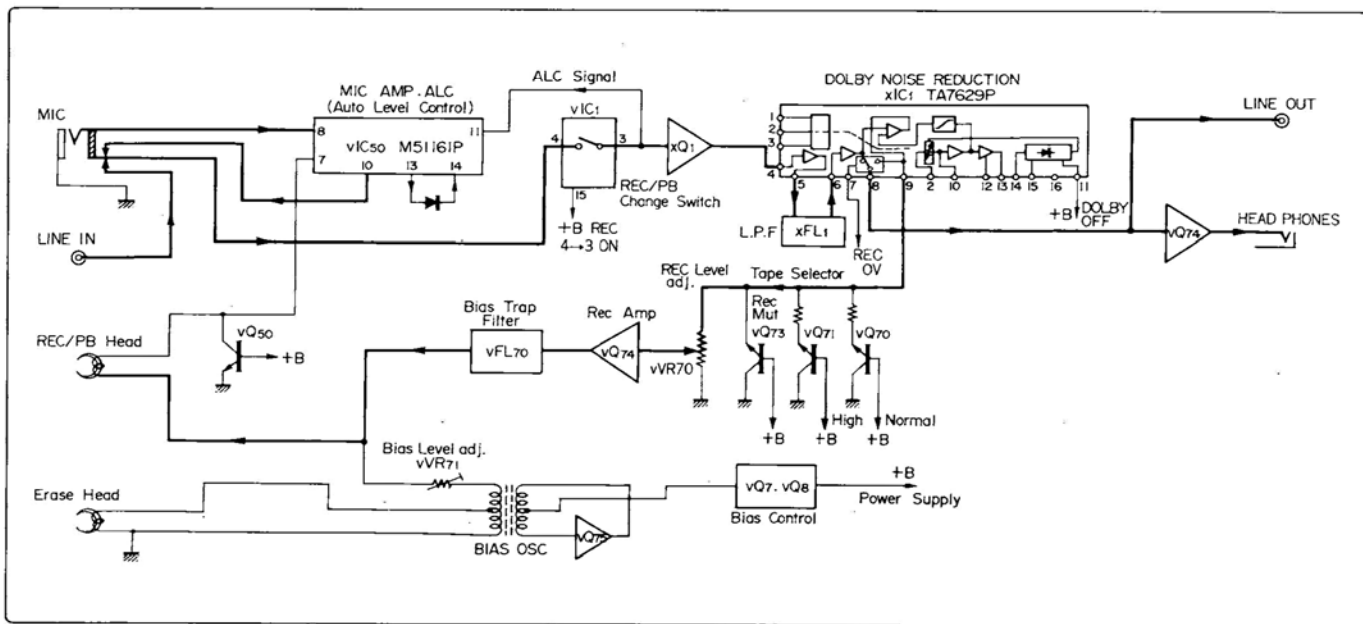 MIC
LINE IN
MIC AMP. ALC
(Auto Level Control)
8
7
11
vIC50 M51161P
10 13 14
ALC Signal
vIC1
4 3
15
REC/PB
Change Switch
+B REC
4→3 ON
xQ1
DOLBY NOISE REDUCTION
xIC1 TA7629P
1
2
3
4
5 6 7 8 9 2 10 12 13 14 15 16 11
L.P.F
xFL1
REC
OV
+B DOLBY
OFF
LINE OUT
vQ74
HEAD PHONES
REC Level
adj.
Tape Selector
Rec
Mut
vQ73
vQ71
vQ70
High
Normal
+B
+B
+B
Bias Trap
Filter
vFL70
Rec Amp
vQ74
vVR70
REC/PB Head
vQ50
+B
Bias Level adj.
vVR71
Erase Head
BIAS OSC
vQ75
vQ7. vQ8
Bias Control
+B
Power Supply